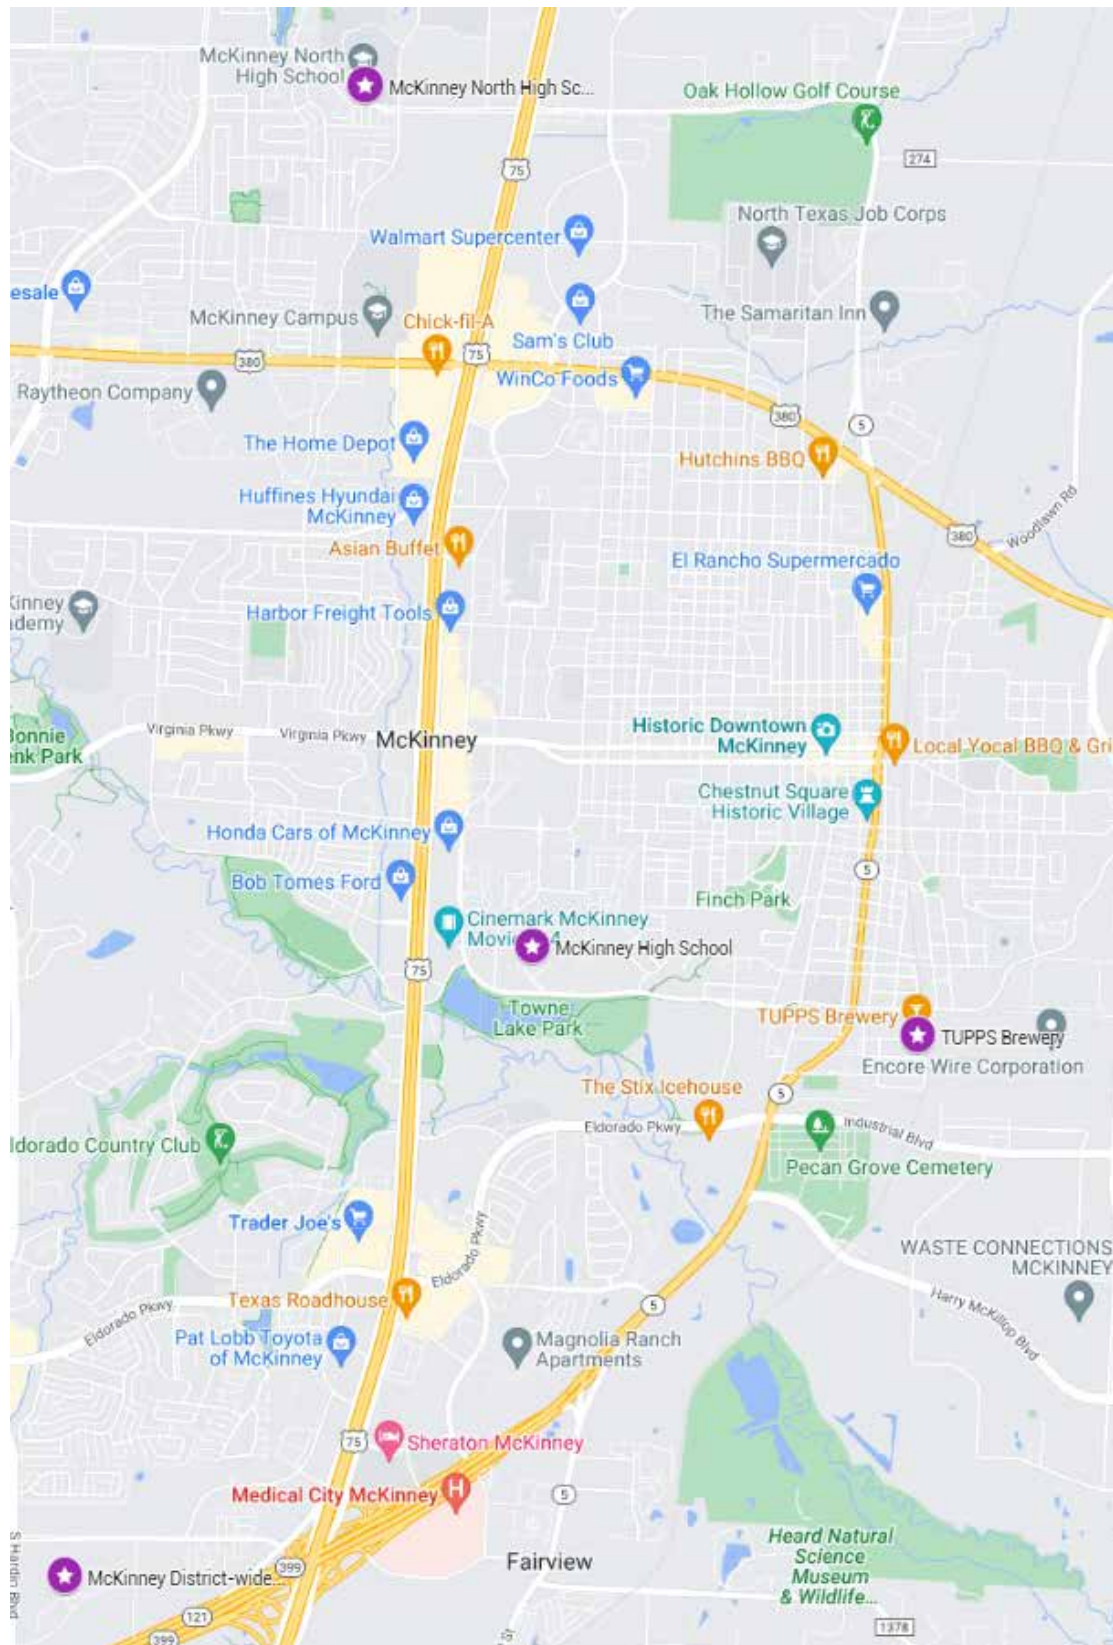 McKinney North
High School
McKinney North High Sc...
Oak Hollow Golf Course
75
274
North Texas Job Corps
Walmart Supercenter
esale
McKinney Campus
Chick-fil-A
The Samaritan Inn
Sam's Club
380
75
WinCo Foods
Raytheon Company
380
5
The Home Depot
Hutchins BBQ
Huffines Hyundai
McKinney
Woodlawn Rd
380
Asian Buffet
El Rancho Supermercado
Harbor Freight Tools
Kinney
ademy
Historic Downtown
McKinney
Virginia Pkwy
Virginia Pkwy
McKinney
Bonnie
enk Park
Local Yocal BBQ & Gri
Chestnut Square
Historic Village
Honda Cars of McKinney
5
Bob Tomes Ford
Finch Park
Cinemark McKinney
McKinney High School
75
Towne
Lake Park
TUPPS Brewery
TUPPS Brewery
Encore Wire Corporation
The Stix Icehouse
5
Eldorado Pkwy
Industrial Blvd
ldorado Country Club
Pecan Grove Cemetery
Trader Joe's
Eldorado Pkwy
WASTE CONNECTIONS
MCKINNEY
Texas Roadhouse
Eldorado Pkwy
5
Harry McKillop Blvd
Pat Lobb Toyota
of McKinney
Magnolia Ranch
Apartments
75
Sheraton McKinney
Medical City McKinney
H
5
Heard Natural
Science
Museum
& Wildlife...
Fairview
S Hardin Blvd
399
McKinney District-wide...
121
399
1378
St